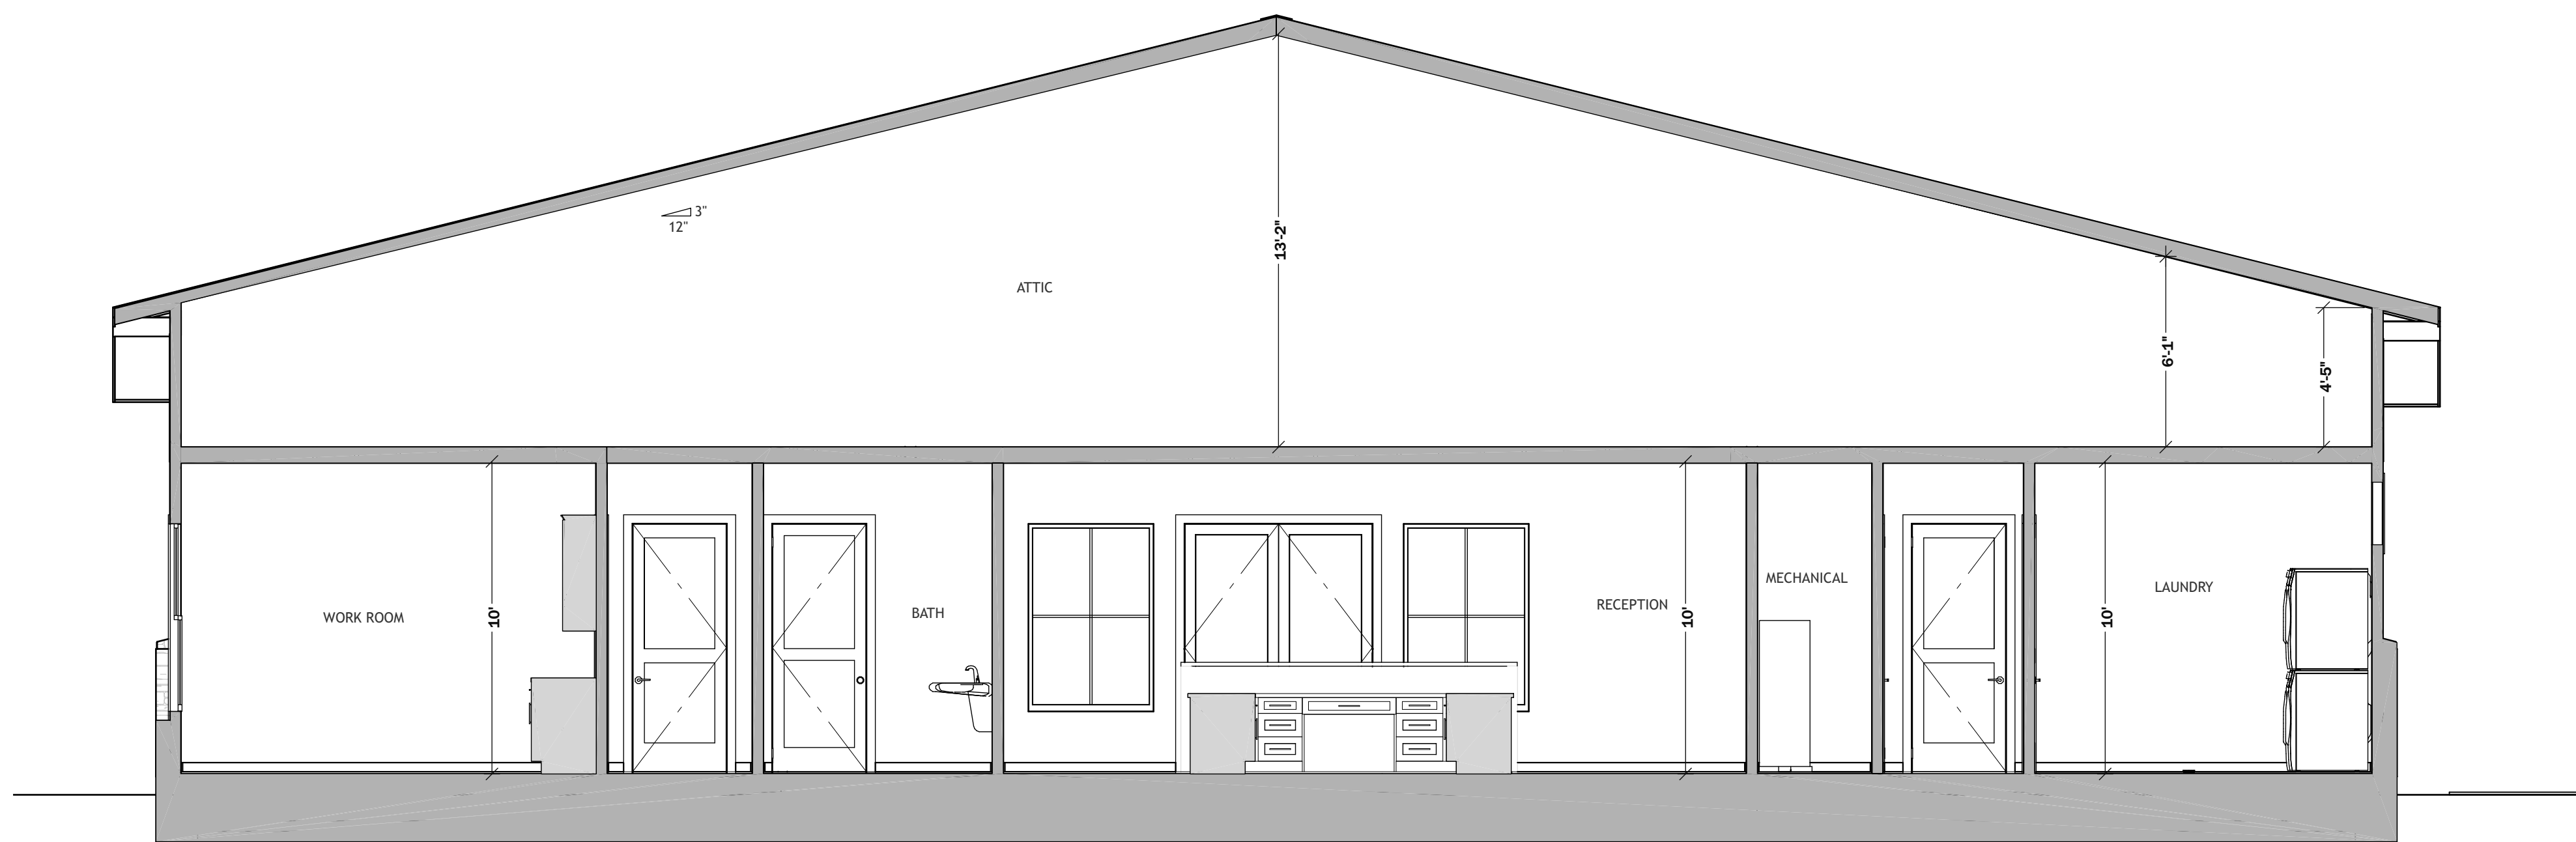 3"
12"
13'-2"
ATTIC
6'-1"
4'-5"
WORK ROOM
10'
BATH
RECEPTION
10'
MECHANICAL
10'
LAUNDRY